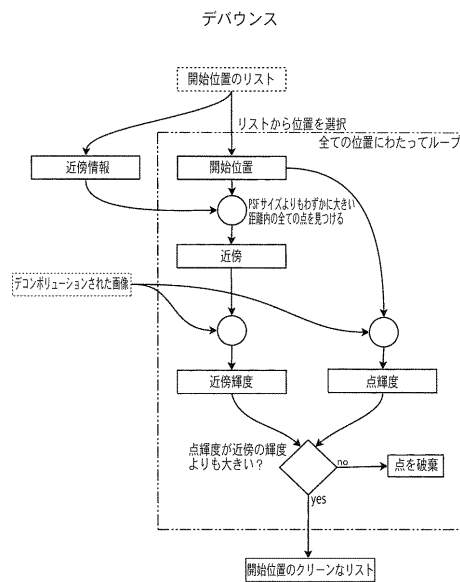 デバウンス
開始位置のリスト
リストから位置を選択
全ての位置にわたってループ
近傍情報
開始位置
PSFサイズよりもわずかに大きい
距離内の全ての点を見つける
近傍
デコンボリューションされた画像
近傍輝度
点輝度
点輝度が近傍の輝度
よりも大きい？
no
点を破棄
yes
開始位置のクリーンなリスト